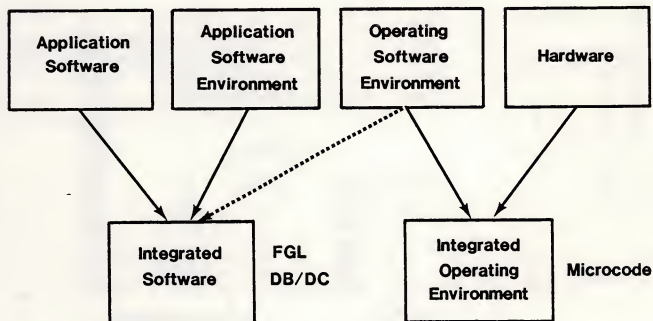 Application
Software
Application
Software
Environment
Operating
Software
Environment
Hardware
Integrated
Software
FGL
DB/DC
Integrated
Operating
Environment
Microcode